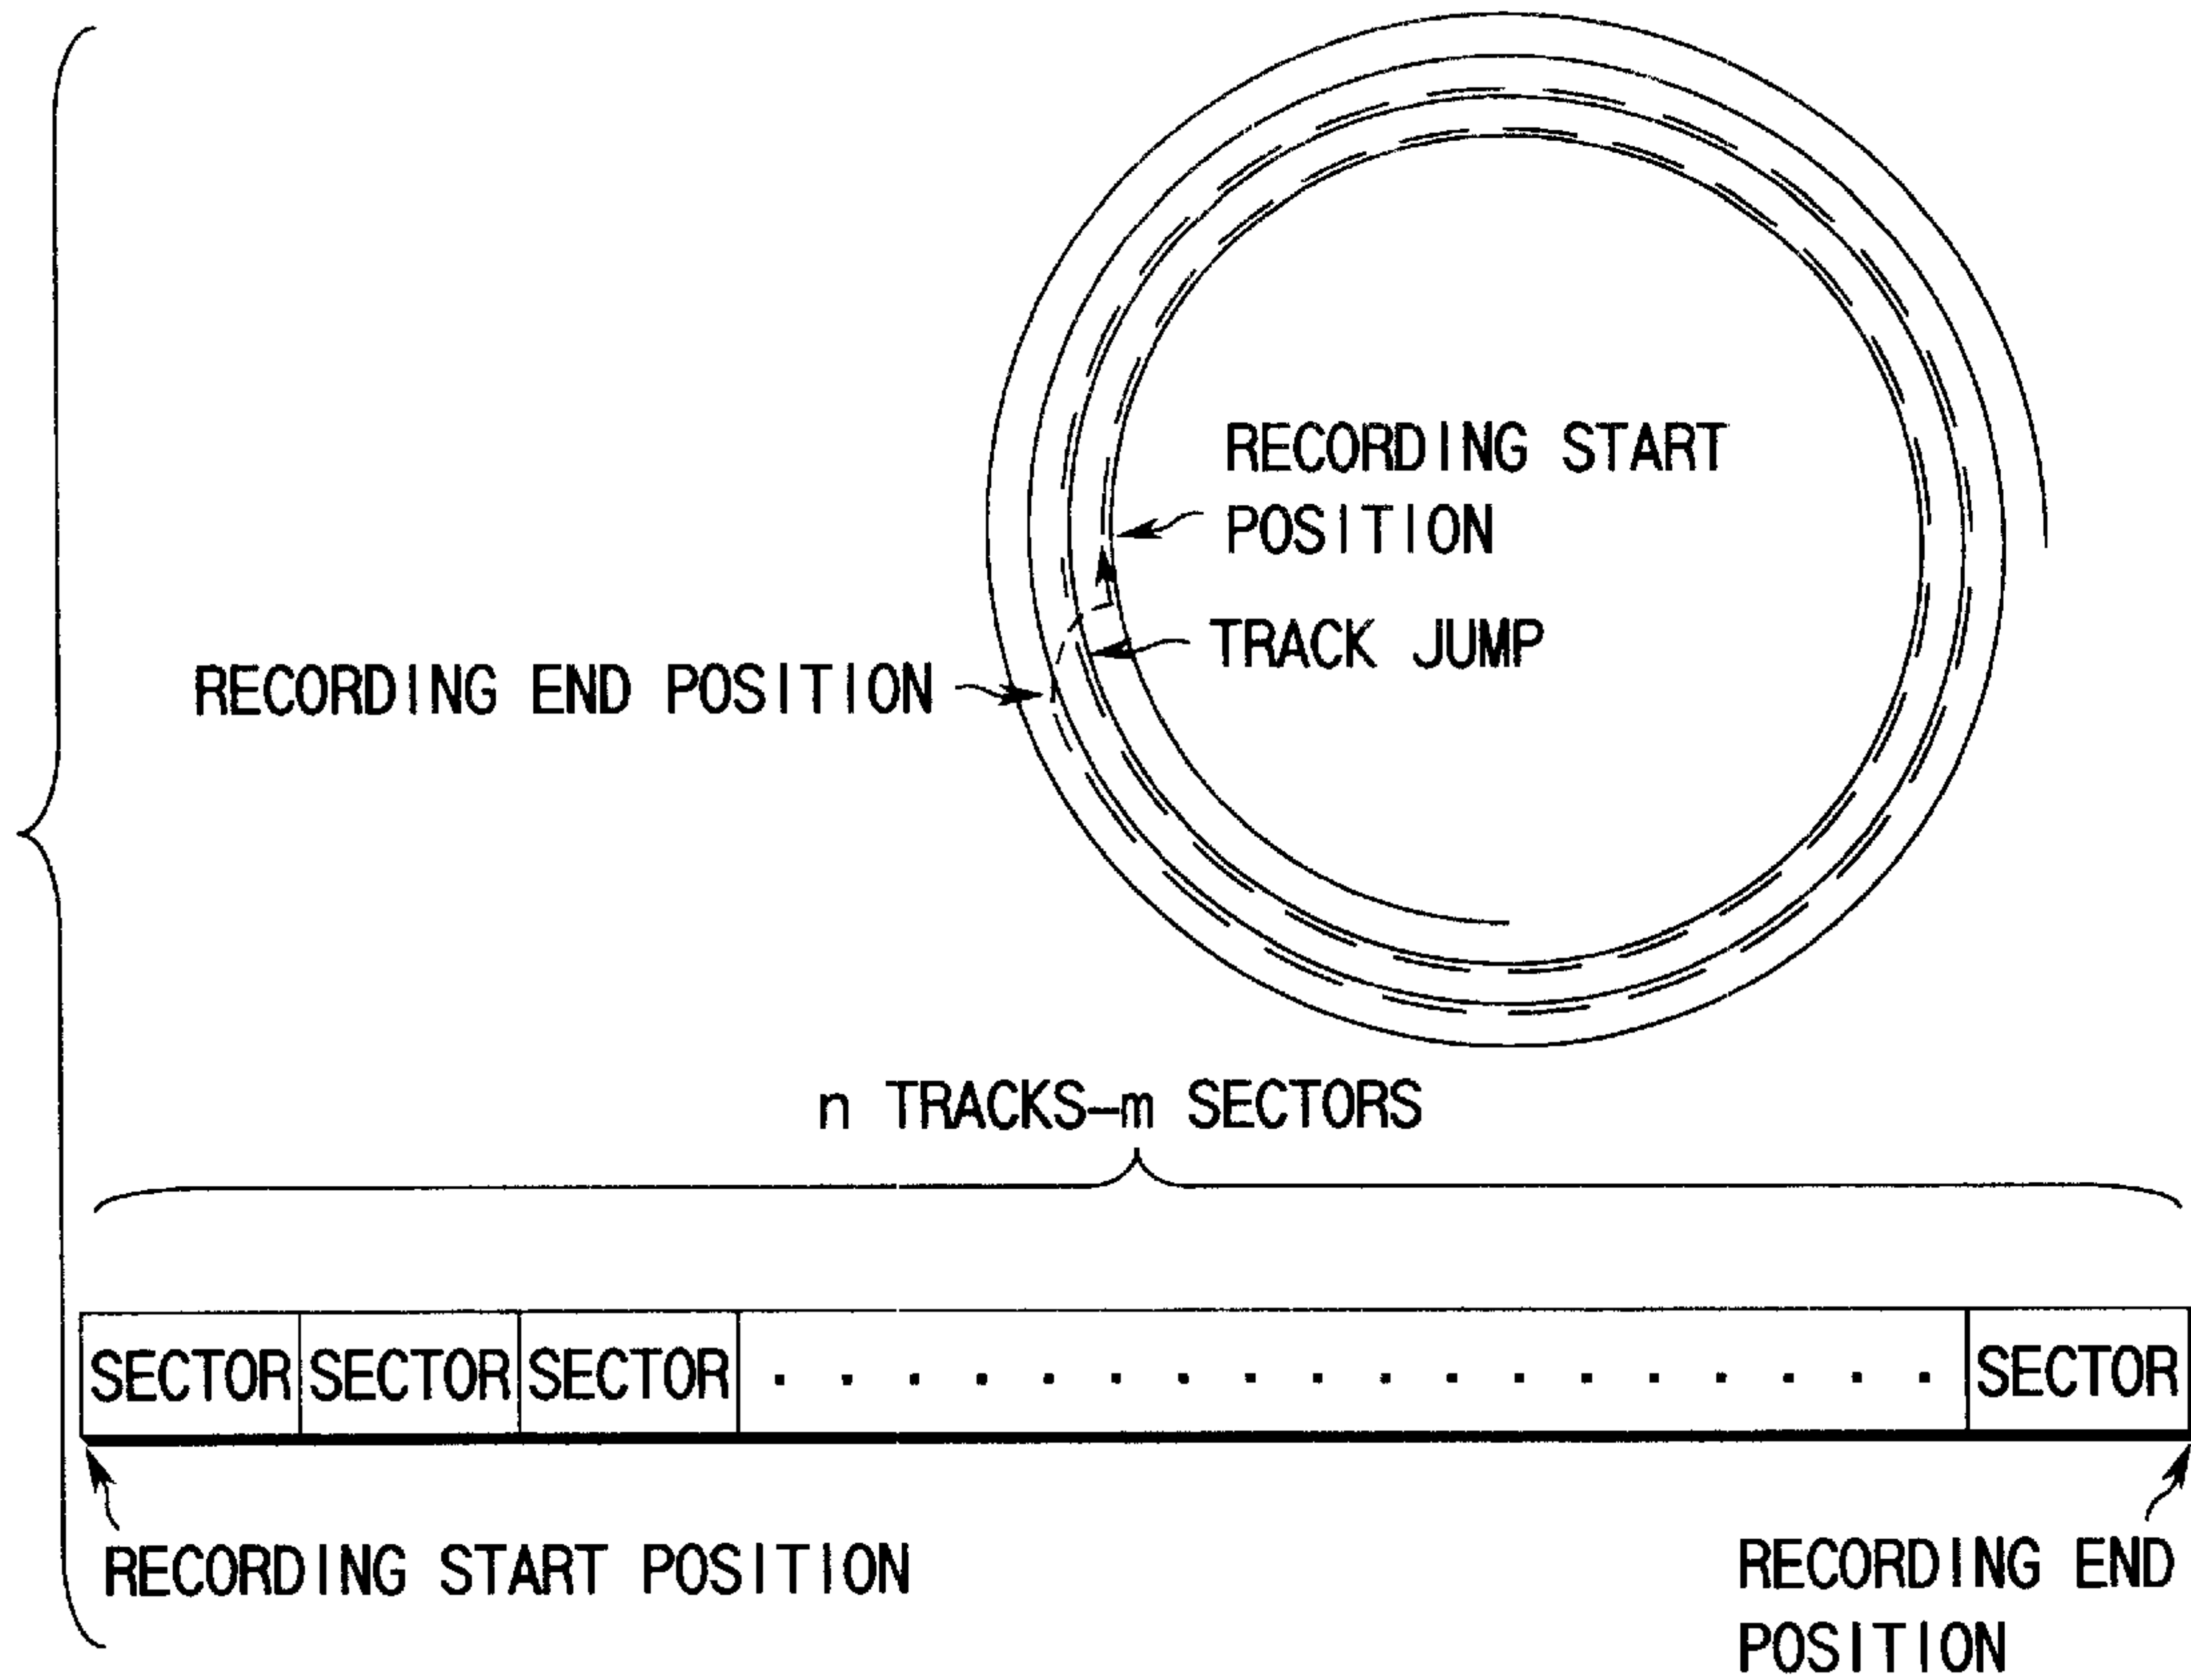 RECORDING START
POSITION
TRACK JUMP
RECORDING END POSITION
n TRACKS-m SECTORS
SECTOR SECTOR SECTOR . . . . . . . . . . . . . . . . . . SECTOR
RECORDING START POSITION
RECORDING END
POSITION